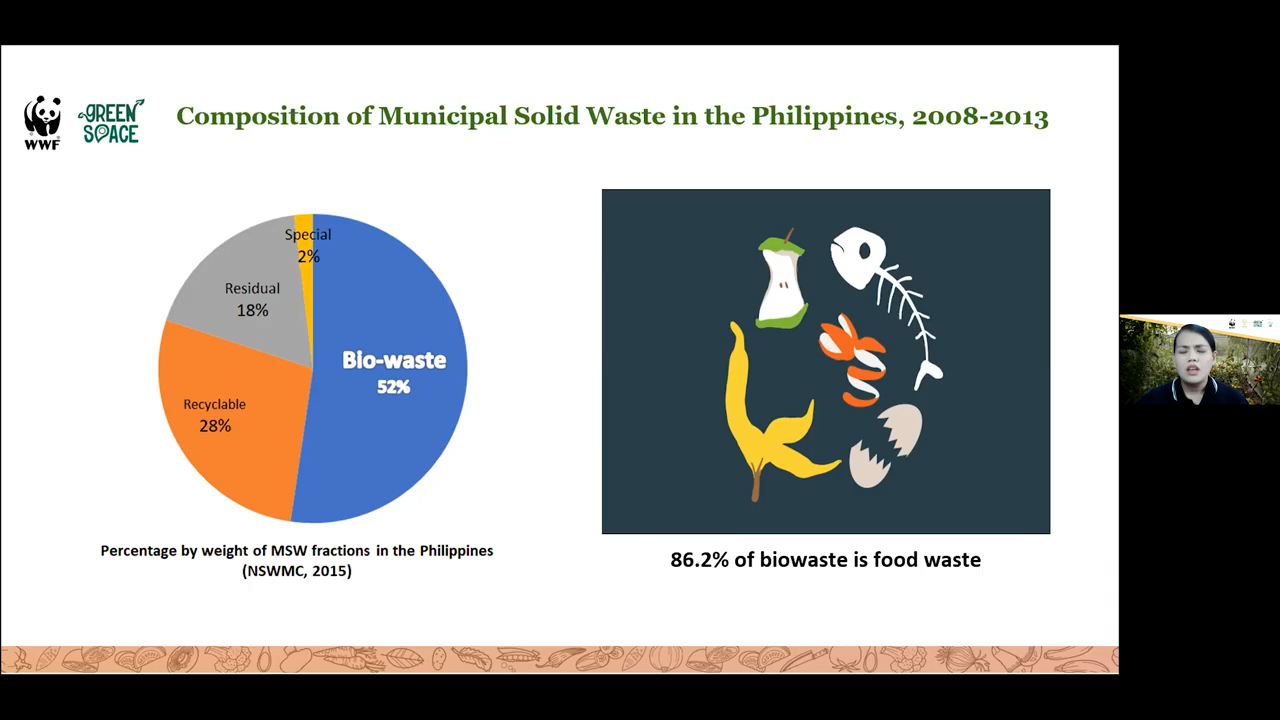 WWF
GREEN
SPACE
Composition of Municipal Solid Waste in the Philippines, 2008-2013
Special
2%
Residual
18%
Bio-waste
52%
Recyclable
28%
Percentage by weight of MSW fractions in the Philippines
(NSWMC, 2015)
86.2% of biowaste is food waste